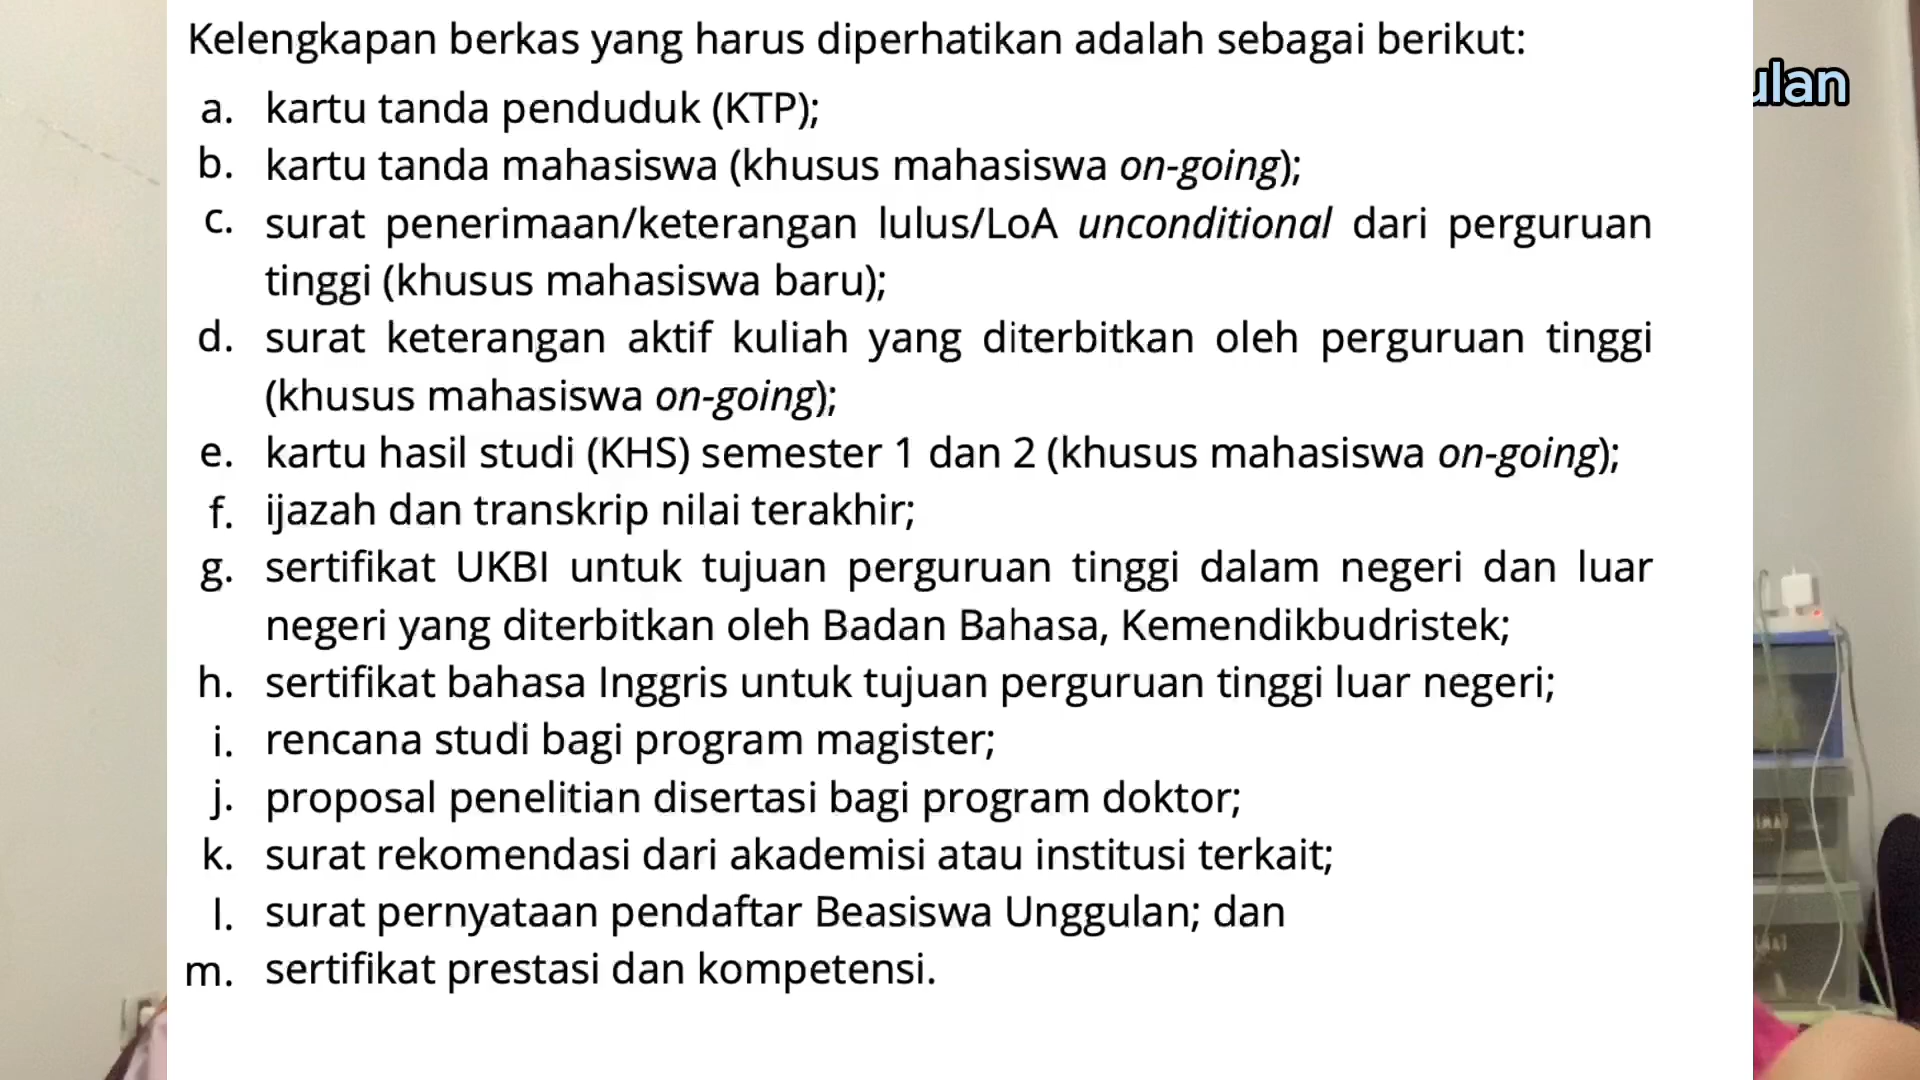 Kelengkapan berkas yang harus diperhatikan adalah sebagai berikut:
ulan
a. kartu tanda penduduk (KTP);
b. kartu tanda mahasiswa (khusus mahasiswa on-going);
c. surat penerimaan/keterangan lulus/LoA unconditional dari perguruan
tinggi (khusus mahasiswa baru);
d. surat keterangan aktif kuliah yang diterbitkan oleh perguruan tinggi
(khusus mahasiswa on-going);
e. kartu hasil studi (KHS) semester 1 dan 2 (khusus mahasiswa on-going);
f. ijazah dan transkrip nilai terakhir;
g. sertifikat UKBI untuk tujuan perguruan tinggi dalam negeri dan luar
negeri yang diterbitkan oleh Badan Bahasa, Kemendikbudristek;
h. sertifikat bahasa Inggris untuk tujuan perguruan tinggi luar negeri;
i. rencana studi bagi program magister;
j. proposal penelitian disertasi bagi program doktor;
k. surat rekomendasi dari akademisi atau institusi terkait;
l. surat pernyataan pendaftar Beasiswa Unggulan; dan
m. sertifikat prestasi dan kompetensi.